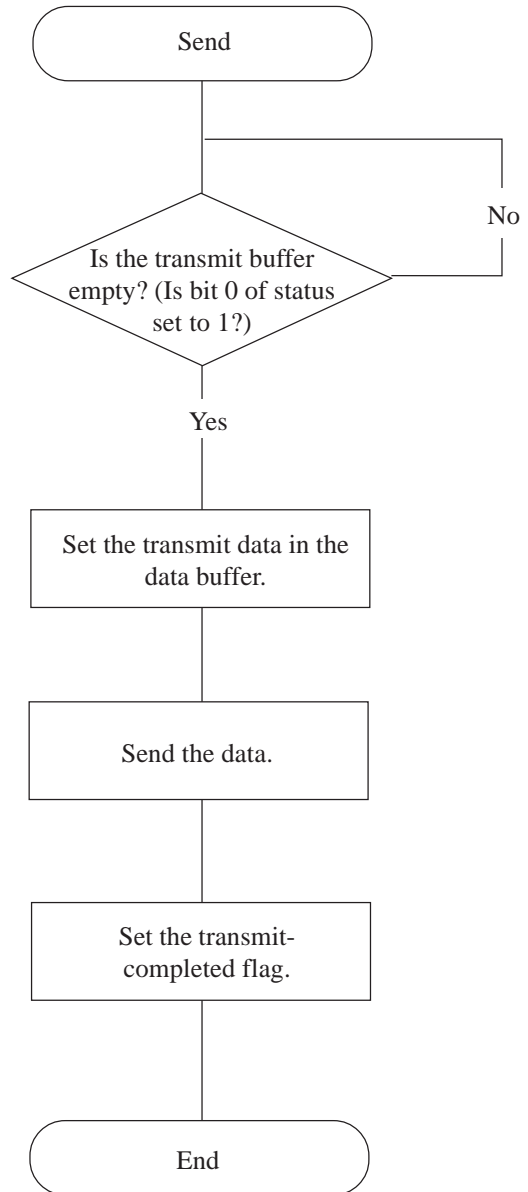 Send
No
Is the transmit buffer
empty? (Is bit 0 of status
set to 1?)
Yes
Set the transmit data in the
data buffer.
Send the data.
Set the transmit-
completed flag.
End